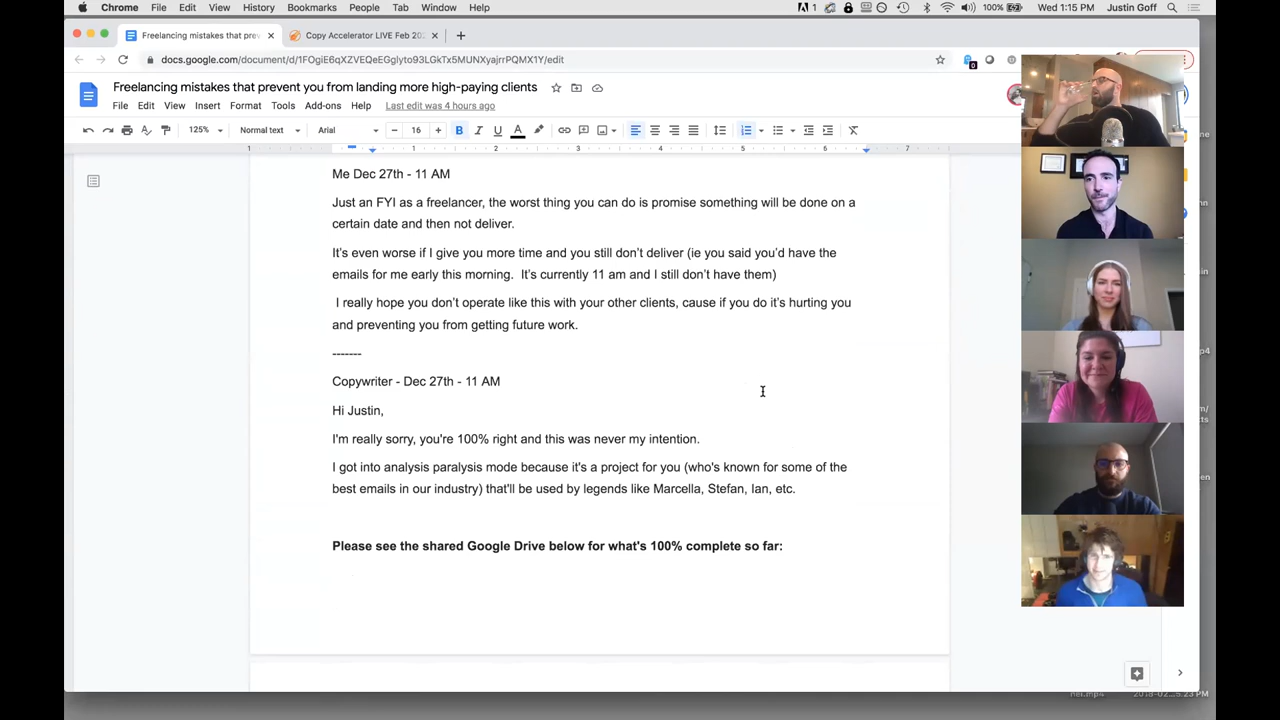 Chrome File Edit View History Bookmarks People Tab Window Help
1 100% Wed 1:15 PM Justin Goff
Freelancing mistakes that prev
Copy Accelerator LIVE Feb 202
docs.google.com/document/d/1FOgiE6qXZVEQeEGglyto93LGkTx5MUNXyajrrPQMX1Y/edit
Freelancing mistakes that prevent you from landing more high-paying clients
File Edit View Insert Format Tools Add-ons Help Last edit was 4 hours ago
125% Normal text Arial 16 B I U A
1 1 2 3 4 5 6 7
Me Dec 27th - 11 AM
Just an FYI as a freelancer, the worst thing you can do is promise something will be done on a
certain date and then not deliver.
It’s even worse if I give you more time and you still don’t deliver (ie you said you’d have the
emails for me early this morning. It’s currently 11 am and I still don’t have them)
I really hope you don’t operate like this with your other clients, cause if you do it’s hurting you
and preventing you from getting future work.
-------
Copywriter - Dec 27th - 11 AM
Hi Justin,
I'm really sorry, you're 100% right and this was never my intention.
I got into analysis paralysis mode because it's a project for you (who's known for some of the
best emails in our industry) that'll be used by legends like Marcella, Stefan, Ian, etc.
Please see the shared Google Drive below for what's 100% complete so far: